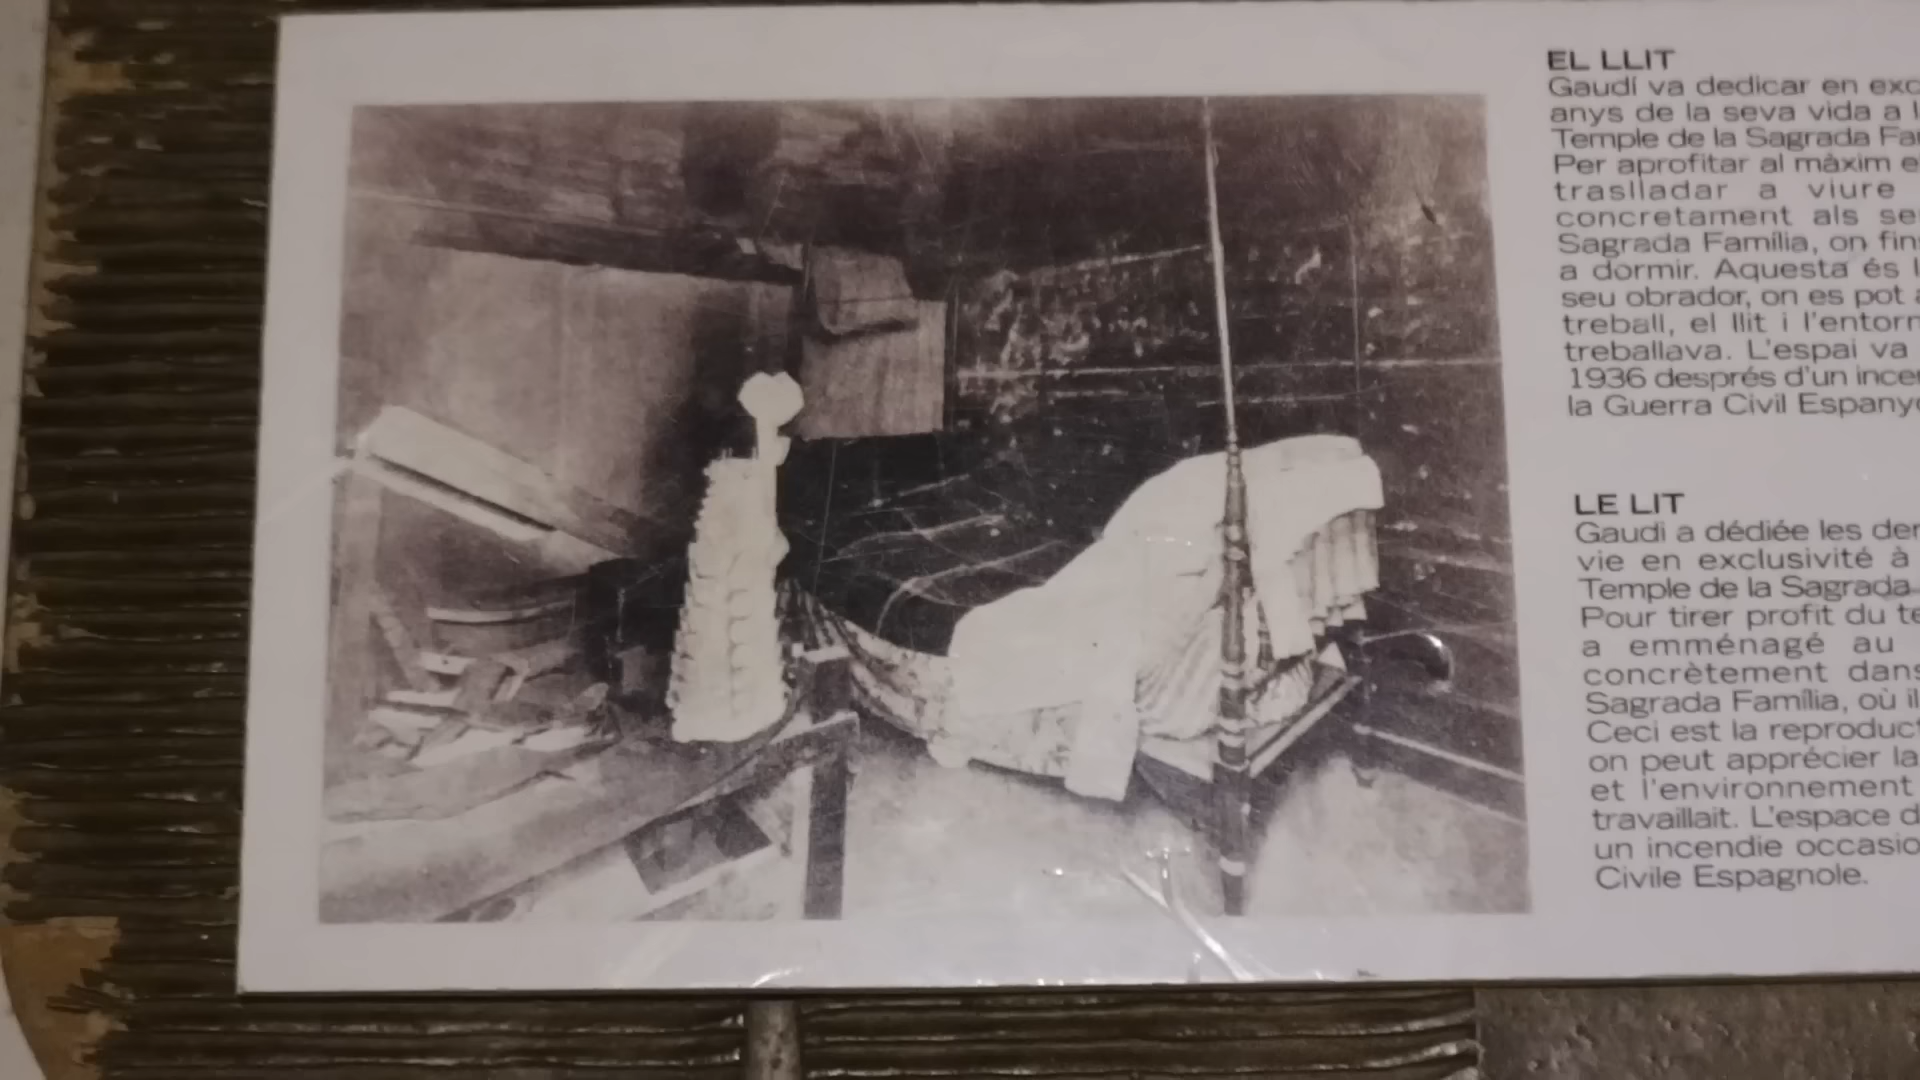 EL LLIT
Gaudí va dedicar en exc
anys de la seva vida a l
Temple de la Sagrada Fa
Per aprofitar al màxim e
traslladar a viure
concretament als se
Sagrada Família, on fin
a dormir. Aquesta és l
seu obrador, on es pot
treball, el llit i l'entorn
treballava. L'espai va
1936 després d'un ince
la Guerra Civil Espany
LE LIT
Gaudi a dédiée les der
vie en exclusivité à
Temple de la Sagrada
Pour tirer profit du te
a emménagé au
concrètement dans
Sagrada Família, où il
Ceci est la reproduct
on peut apprécier la
et l'environnement
travaillait. L'espace d
un incendie occasio
Civile Espagnole.